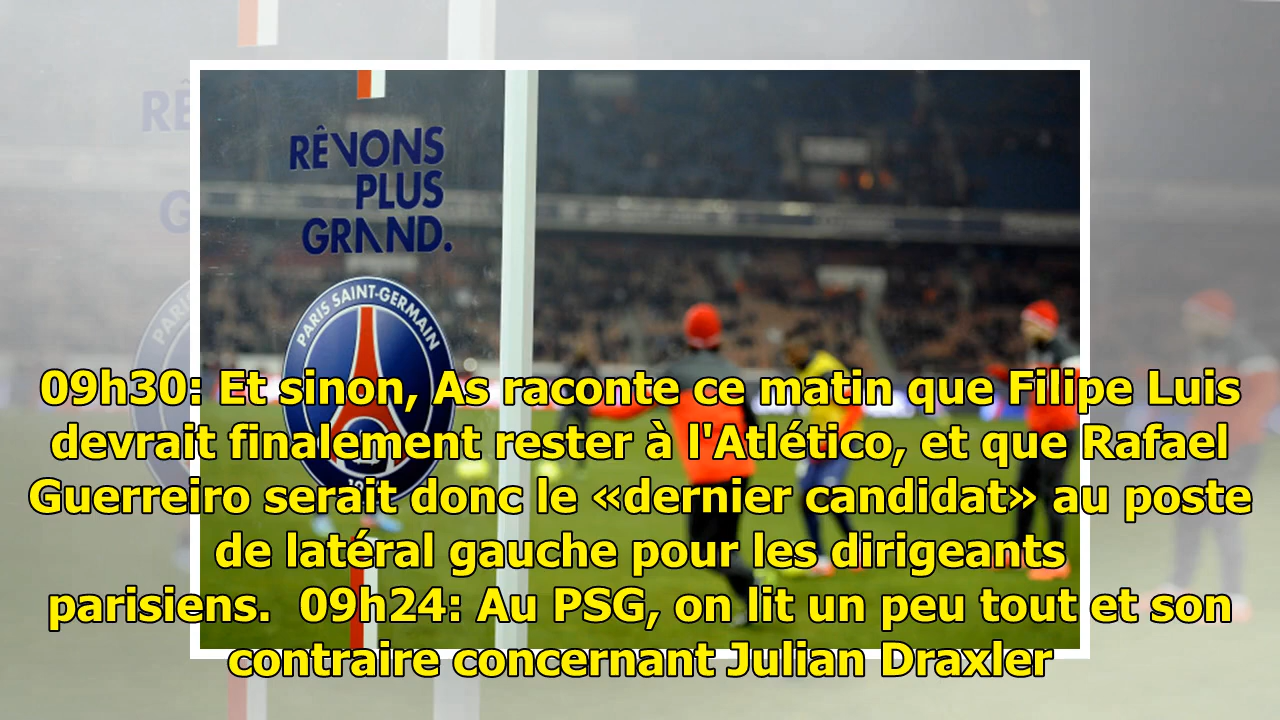 RÊ
G
PARIS
RÊVONS
PLUS
GRAND.
PARIS SAINT-GERMAIN
09h30: Et sinon, As raconte ce matin que Filipe Luis
devrait finalement rester à l'Atlético, et que Rafael
Guerreiro serait donc le «dernier candidat» au poste
de latéral gauche pour les dirigeants
parisiens.  09h24: Au PSG, on lit un peu tout et son
contraire concernant Julian Draxler